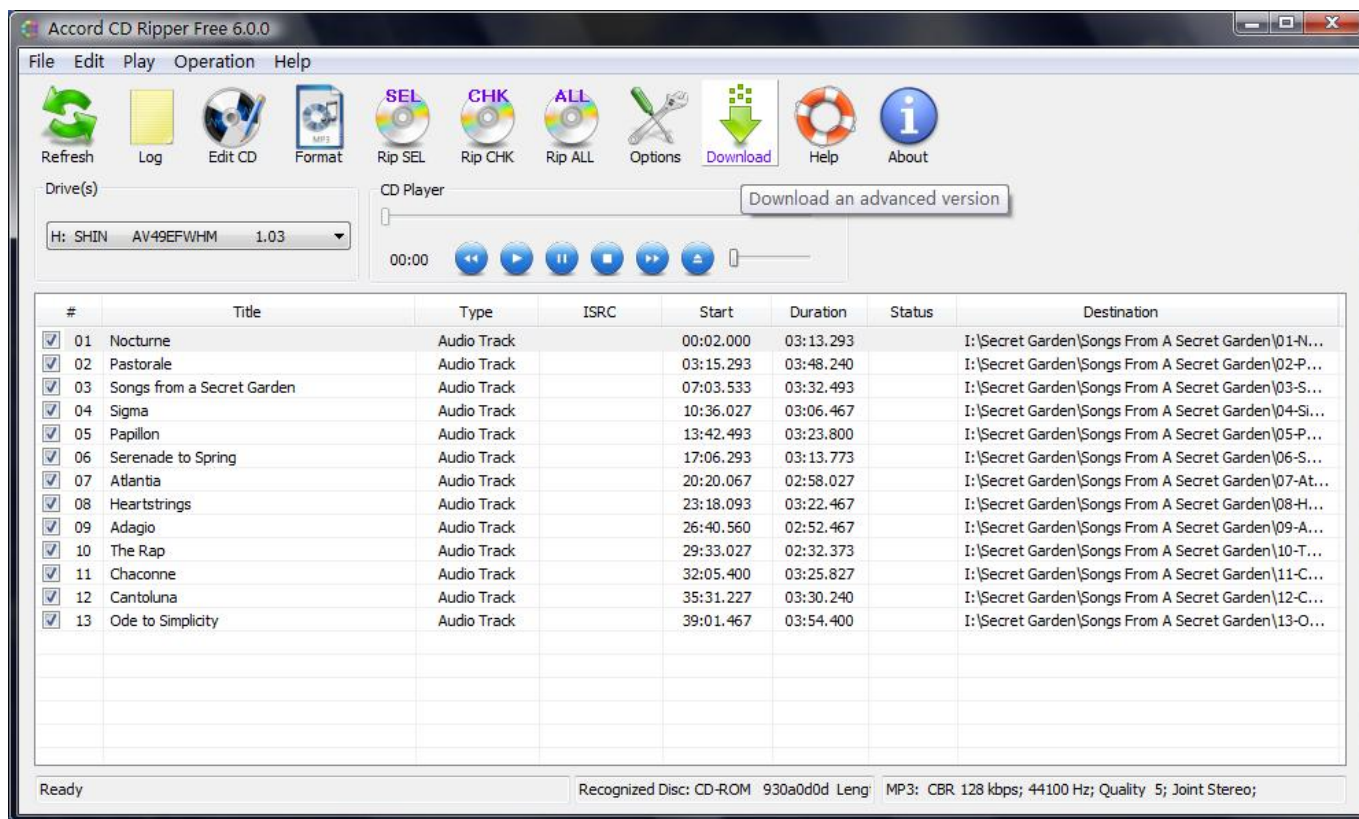 Accord CD Ripper Free 6.0.0
File Edit Play Operation Help
SEL CHK ALL
MP3
Refresh Log Edit CD Format Rip SEL Rip CHK Rip ALL Options Download Help About
Drive(s) CD Player
Download an advanced version
H: SHIN AV49EFWHM 1.03
00:00
# Title Type ISRC Start Duration Status Destination
01 Nocturne Audio Track 00:02.000 03:13.293 I:\Secret Garden\Songs From A Secret Garden\01-N...
02 Pastorale Audio Track 03:15.293 03:48.240 I:\Secret Garden\Songs From A Secret Garden\02-P...
03 Songs from a Secret Garden Audio Track 07:03.533 03:32.493 I:\Secret Garden\Songs From A Secret Garden\03-S...
04 Sigma Audio Track 10:36.027 03:06.467 I:\Secret Garden\Songs From A Secret Garden\04-Si...
05 Papillon Audio Track 13:42.493 03:23.800 I:\Secret Garden\Songs From A Secret Garden\05-P...
06 Serenade to Spring Audio Track 17:06.293 03:13.773 I:\Secret Garden\Songs From A Secret Garden\06-S...
07 Atlantia Audio Track 20:20.067 02:58.027 I:\Secret Garden\Songs From A Secret Garden\07-At...
08 Heartstrings Audio Track 23:18.093 03:22.467 I:\Secret Garden\Songs From A Secret Garden\08-H...
09 Adagio Audio Track 26:40.560 02:52.467 I:\Secret Garden\Songs From A Secret Garden\09-A...
10 The Rap Audio Track 29:33.027 02:32.373 I:\Secret Garden\Songs From A Secret Garden\10-T...
11 Chaconne Audio Track 32:05.400 03:25.827 I:\Secret Garden\Songs From A Secret Garden\11-C...
12 Cantoluna Audio Track 35:31.227 03:30.240 I:\Secret Garden\Songs From A Secret Garden\12-C...
13 Ode to Simplicity Audio Track 39:01.467 03:54.400 I:\Secret Garden\Songs From A Secret Garden\13-O...
Ready Recognized Disc: CD-ROM 930a0d0d Leng MP3: CBR 128 kbps; 44100 Hz; Quality 5; Joint Stereo;